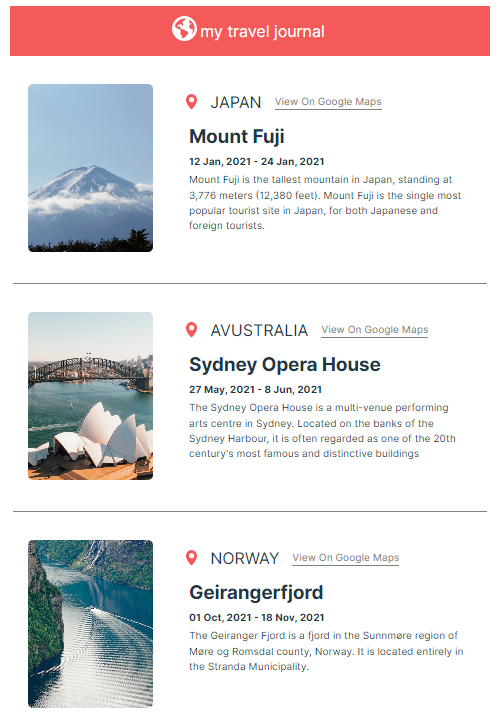 my travel journal
JAPAN View On Google Maps
Mount Fuji
12 Jan, 2021 - 24 Jan, 2021
Mount Fuji is the tallest mountain in Japan, standing at
3,776 meters (12,380 feet). Mount Fuji is the single most
popular tourist site in Japan, for both Japanese and
foreign tourists.
AVUSTRALIA View On Google Maps
Sydney Opera House
27 May, 2021 - 8 Jun, 2021
The Sydney Opera House is a multi-venue performing
arts centre in Sydney. Located on the banks of the
Sydney Harbour, it is often regarded as one of the 20th
century's most famous and distinctive buildings
NORWAY View On Google Maps
Geirangerfjord
01 Oct, 2021 - 18 Nov, 2021
The Geiranger Fjord is a fjord in the Sunnmøre region of
Møre og Romsdal county, Norway. It is located entirely in
the Stranda Municipality.